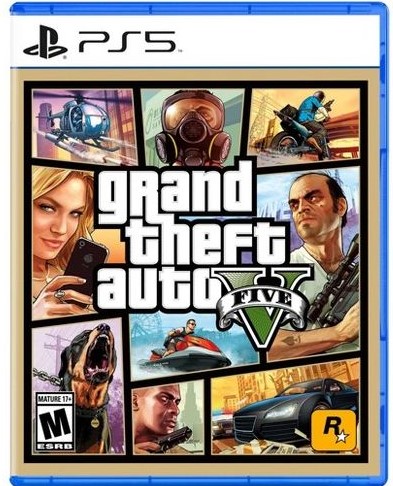 PS5
grand
theft
auto
V
FIVE
MATURE 17+
M
ESRB
R